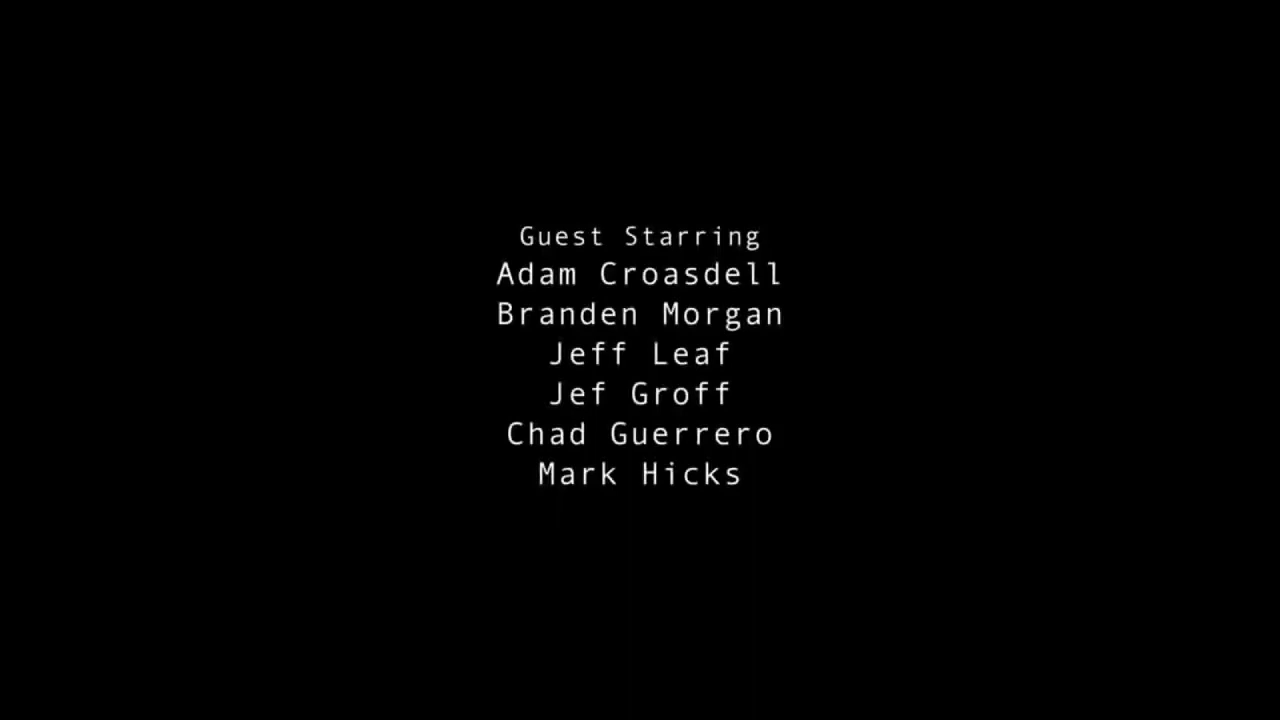 Guest Starring
Adam Croasdell
Branden Morgan
Jeff Leaf
Jef Groff
Chad Guerrero
Mark Hicks